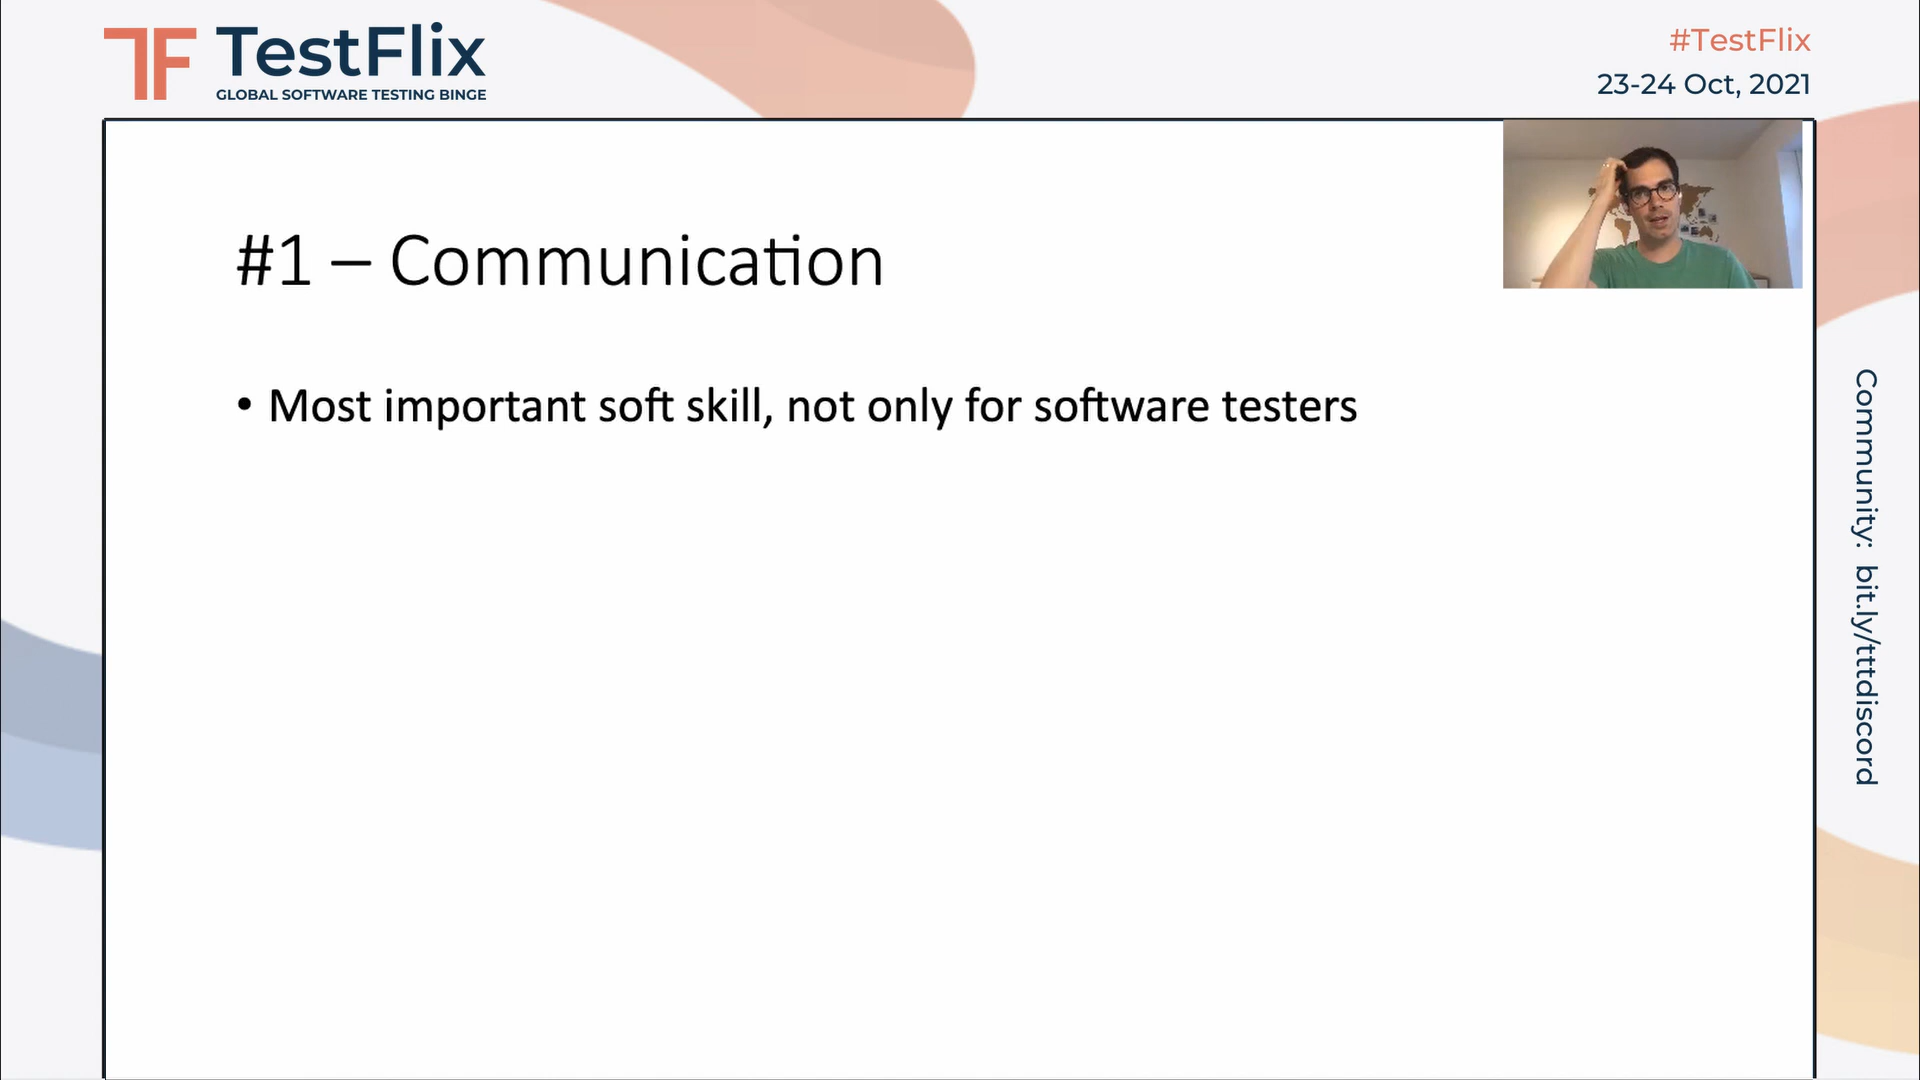 TF TestFlix
GLOBAL SOFTWARE TESTING BINGE
#TestFlix
23-24 Oct, 2021
#1 – Communication
• Most important soft skill, not only for software testers
Community: bit.ly/tttdiscord